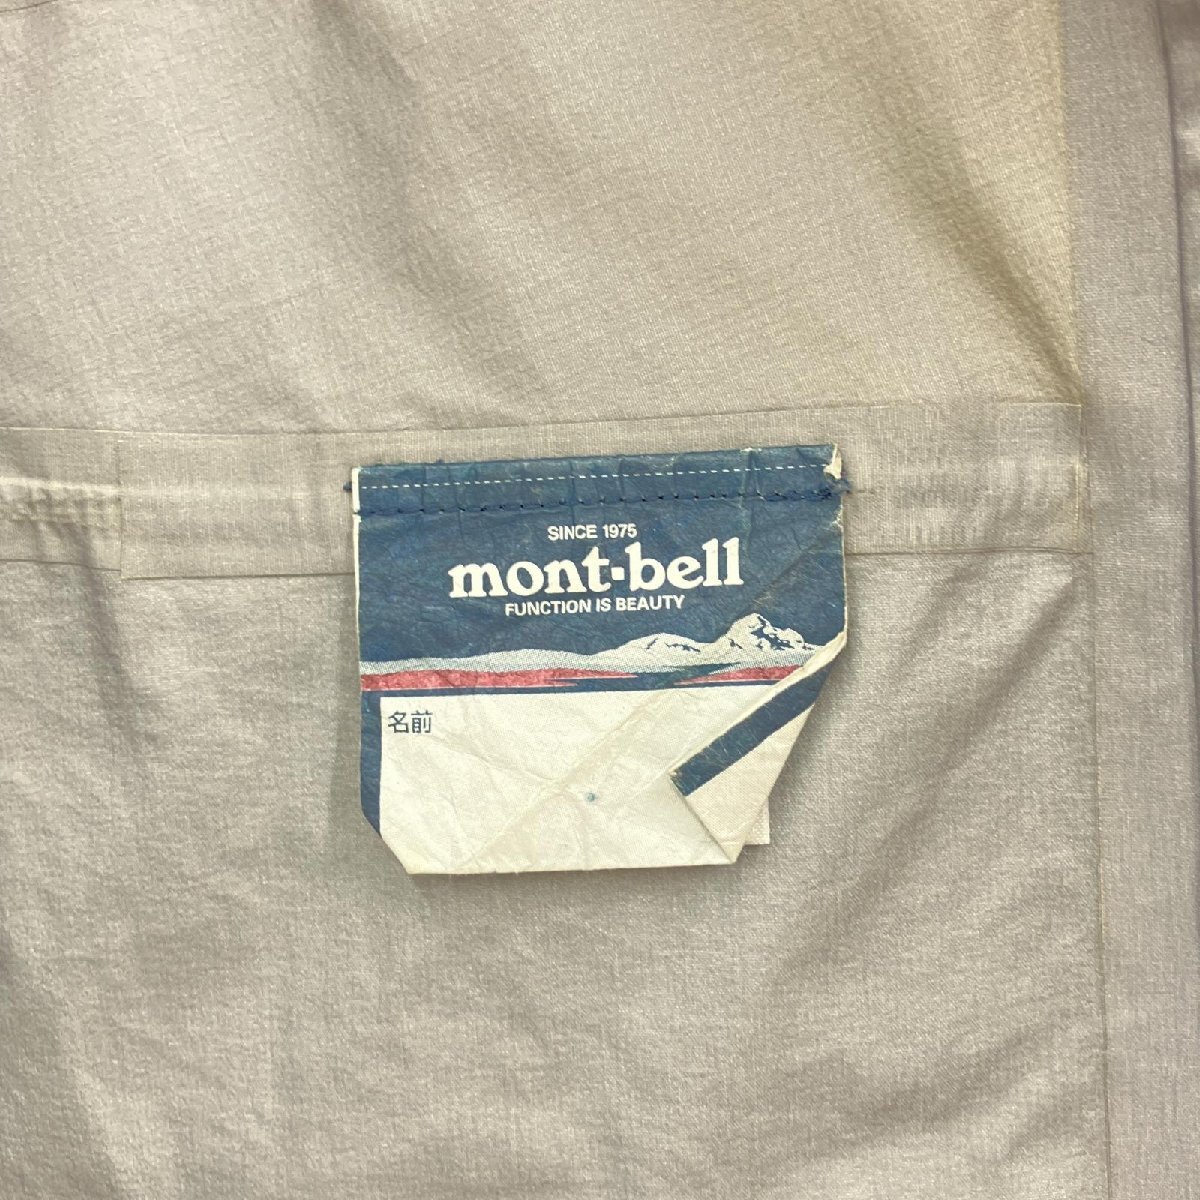 SINCE 1975
mont-bell
FUNCTION IS BEAUTY
名前